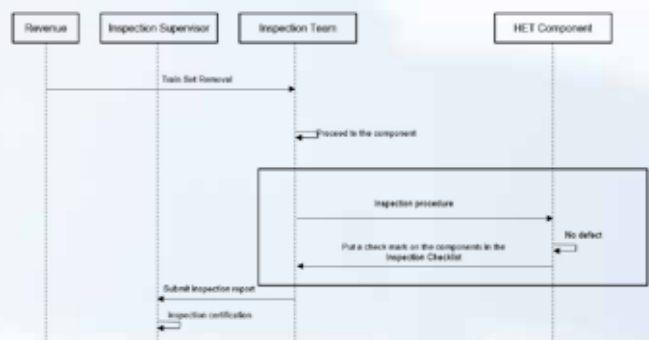 Revenue
Inspection Supervisor
Inspection Team
HET Component
Train Set Removal
Proceed to the component
Inspection procedure
No defect
Put a check mark on the components in the
Inspection Checklist
Submit Inspection report
Inspection certification